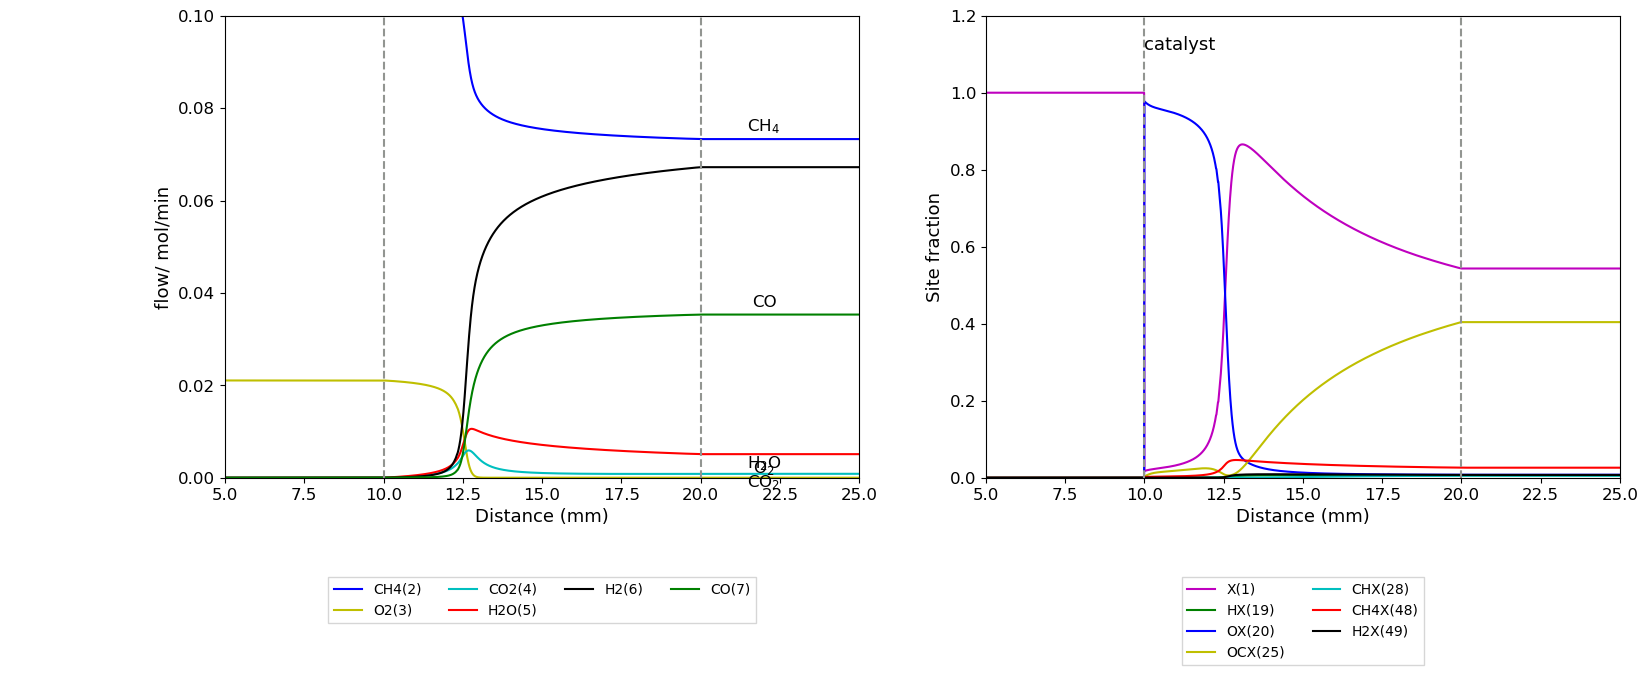 0.10
0.08
0.06
0.04
0.02
0.00
flow/ mol/min
CH4
CO
H2O
O2
CO2
5.0 7.5 10.0 12.5 15.0 17.5 20.0 22.5 25.0
Distance (mm)
CH4(2) CO2(4) H2(6) CO(7)
O2(3) H2O(5)
1.2
1.0
0.8
0.6
0.4
0.2
0.0
Site fraction
catalyst
5.0 7.5 10.0 12.5 15.0 17.5 20.0 22.5 25.0
Distance (mm)
X(1) CHX(28)
HX(19) CH4X(48)
OX(20) H2X(49)
OCX(25)